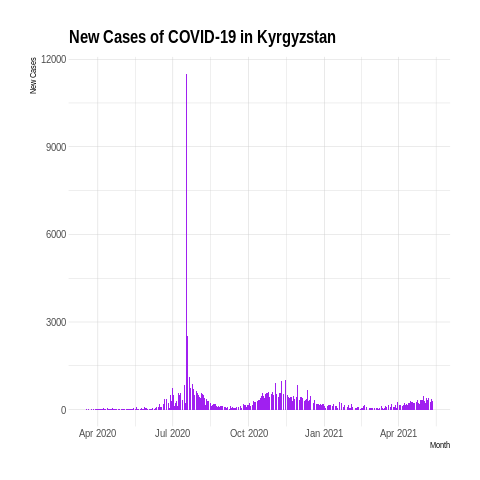 New Cases of COVID-19 in Kyrgyzstan
New Cases
12000
9000
6000
3000
0
Apr 2020 Jul 2020 Oct 2020 Jan 2021 Apr 2021
Month